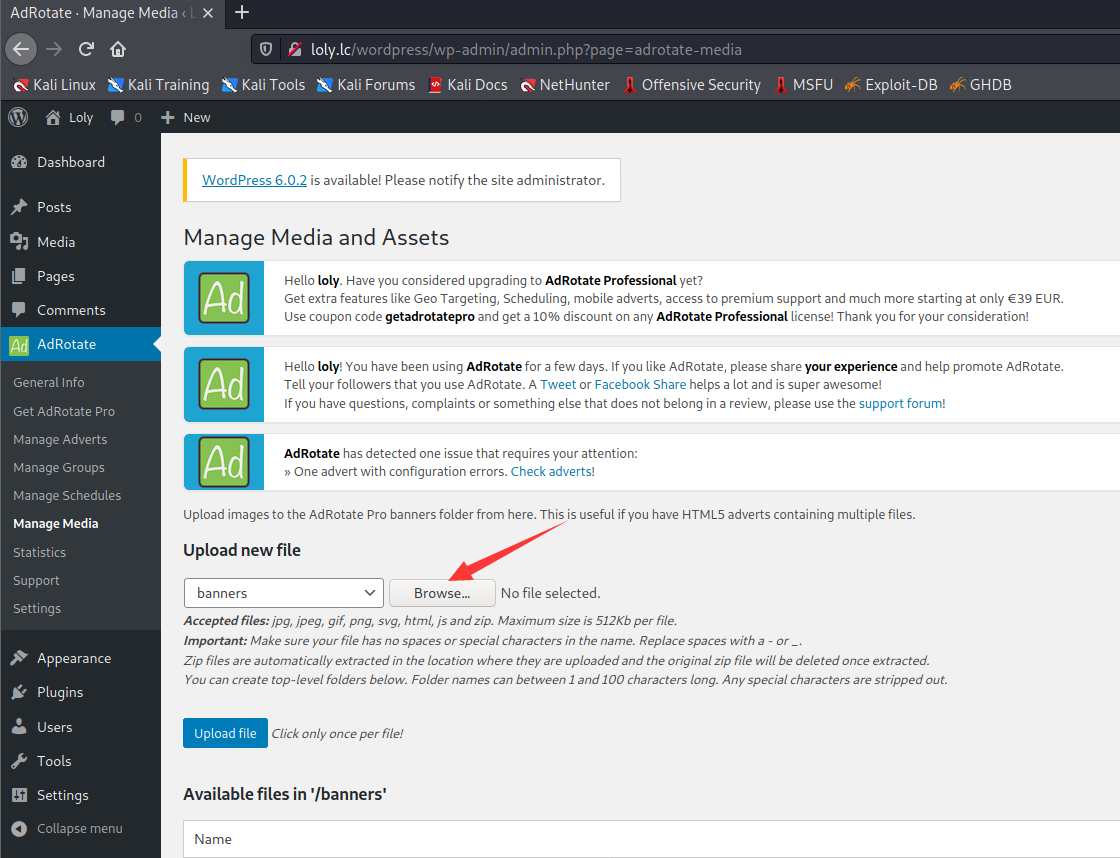 AdRotate · Manage Media ‹ L
loly.lc/wordpress/wp-admin/admin.php?page=adrotate-media
Kali Linux Kali Training Kali Tools Kali Forums Kali Docs NetHunter Offensive Security MSFU Exploit-DB GHDB
Loly 0 New
Dashboard
Posts
Media
Pages
Comments
AdRotate
General Info
Get AdRotate Pro
Manage Adverts
Manage Groups
Manage Schedules
Manage Media
Statistics
Support
Settings
Appearance
Plugins
Users
Tools
Settings
Collapse menu
WordPress 6.0.2 is available! Please notify the site administrator.
Manage Media and Assets
Ad
Hello loly. Have you considered upgrading to AdRotate Professional yet?
Get extra features like Geo Targeting, Scheduling, mobile adverts, access to premium support and much more starting at only €39 EUR.
Use coupon code getadrotatepro and get a 10% discount on any AdRotate Professional license! Thank you for your consideration!
Ad
Hello loly! You have been using AdRotate for a few days. If you like AdRotate, please share your experience and help promote AdRotate.
Tell your followers that you use AdRotate. A Tweet or Facebook Share helps a lot and is super awesome!
If you have questions, complaints or something else that does not belong in a review, please use the support forum!
Ad
AdRotate has detected one issue that requires your attention:
» One advert with configuration errors. Check adverts!
Upload images to the AdRotate Pro banners folder from here. This is useful if you have HTML5 adverts containing multiple files.
Upload new file
banners Browse... No file selected.
Accepted files: jpg, jpeg, gif, png, svg, html, js and zip. Maximum size is 512Kb per file.
Important: Make sure your file has no spaces or special characters in the name. Replace spaces with a - or _.
Zip files are automatically extracted in the location where they are uploaded and the original zip file will be deleted once extracted.
You can create top-level folders below. Folder names can between 1 and 100 characters long. Any special characters are stripped out.
Upload file Click only once per file!
Available files in '/banners'
Name